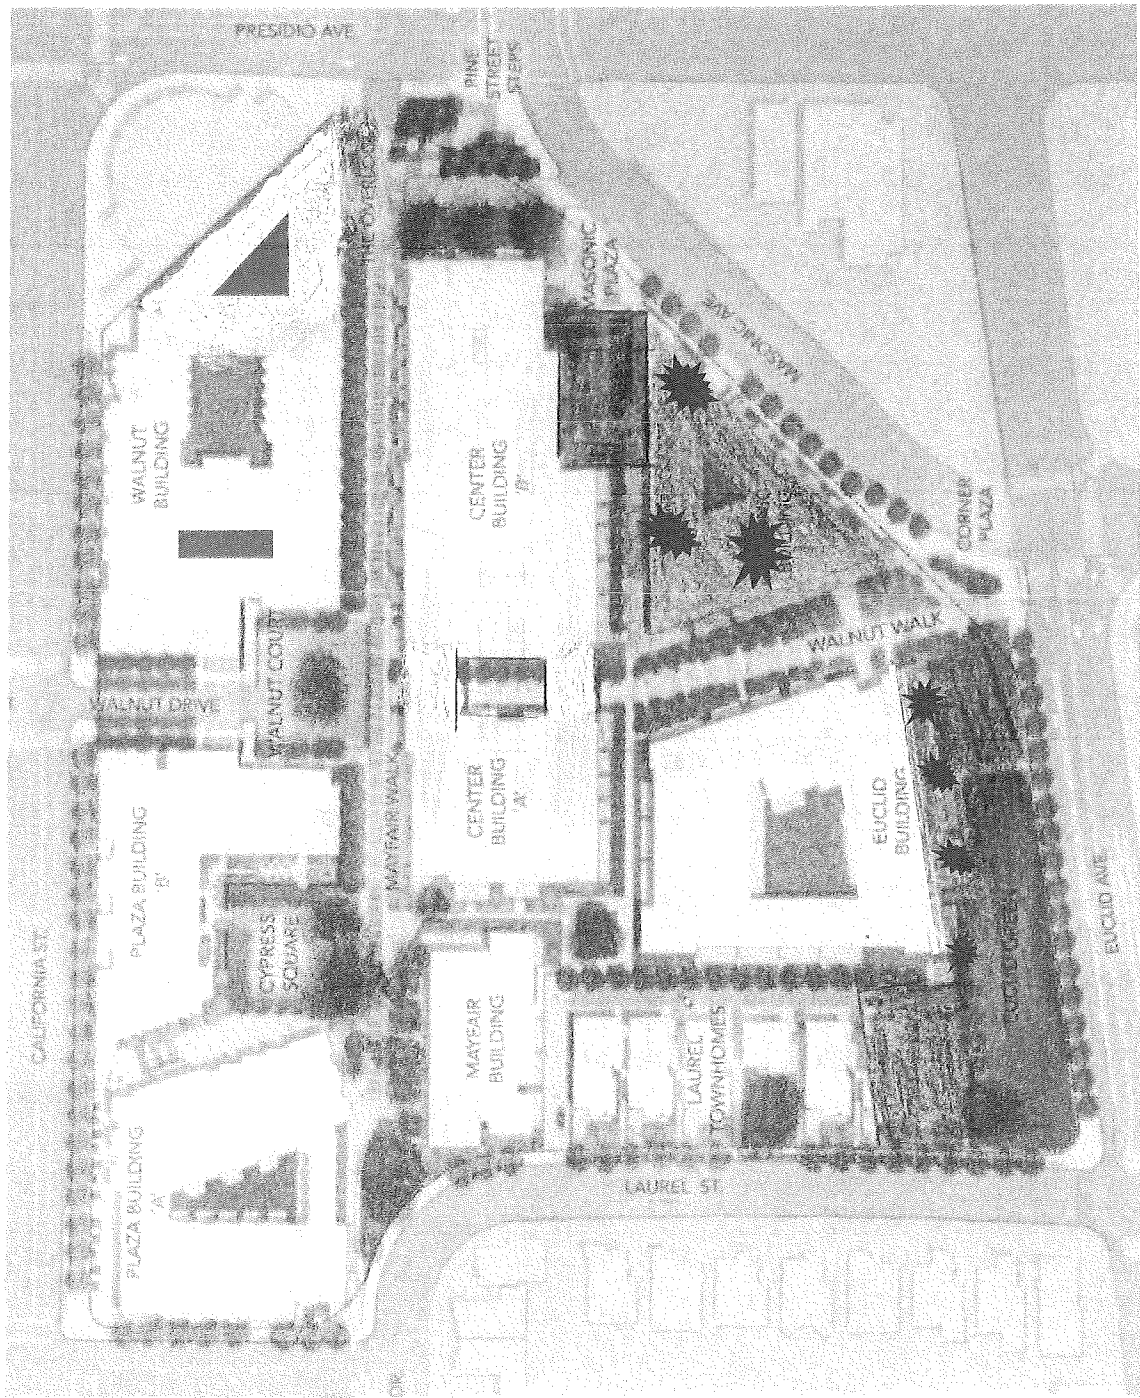 PRESIDIO AVE
PINE
STREET
STEPS
THE OVERLOOK
MASONIC
PLAZA
MASONIC AVE
WALNUT
BUILDING
CENTER
BUILDING
'B'
BUILDING
CORNER
PLAZA
WALNUT COURT
WALNUT WALK
WALNUT DRIVE
MAYFAIR WALK
CENTER
BUILDING
'A'
EUCLID
BUILDING
PLAZA BUILDING
'B'
CYPRESS
SQUARE
EUCLID GREEN
EUCLID AVE
CALIFORNIA ST.
MAYFAIR
BUILDING
LAUREL
TOWNHOMES
PLAZA BUILDING
'A'
LAUREL ST.
DR